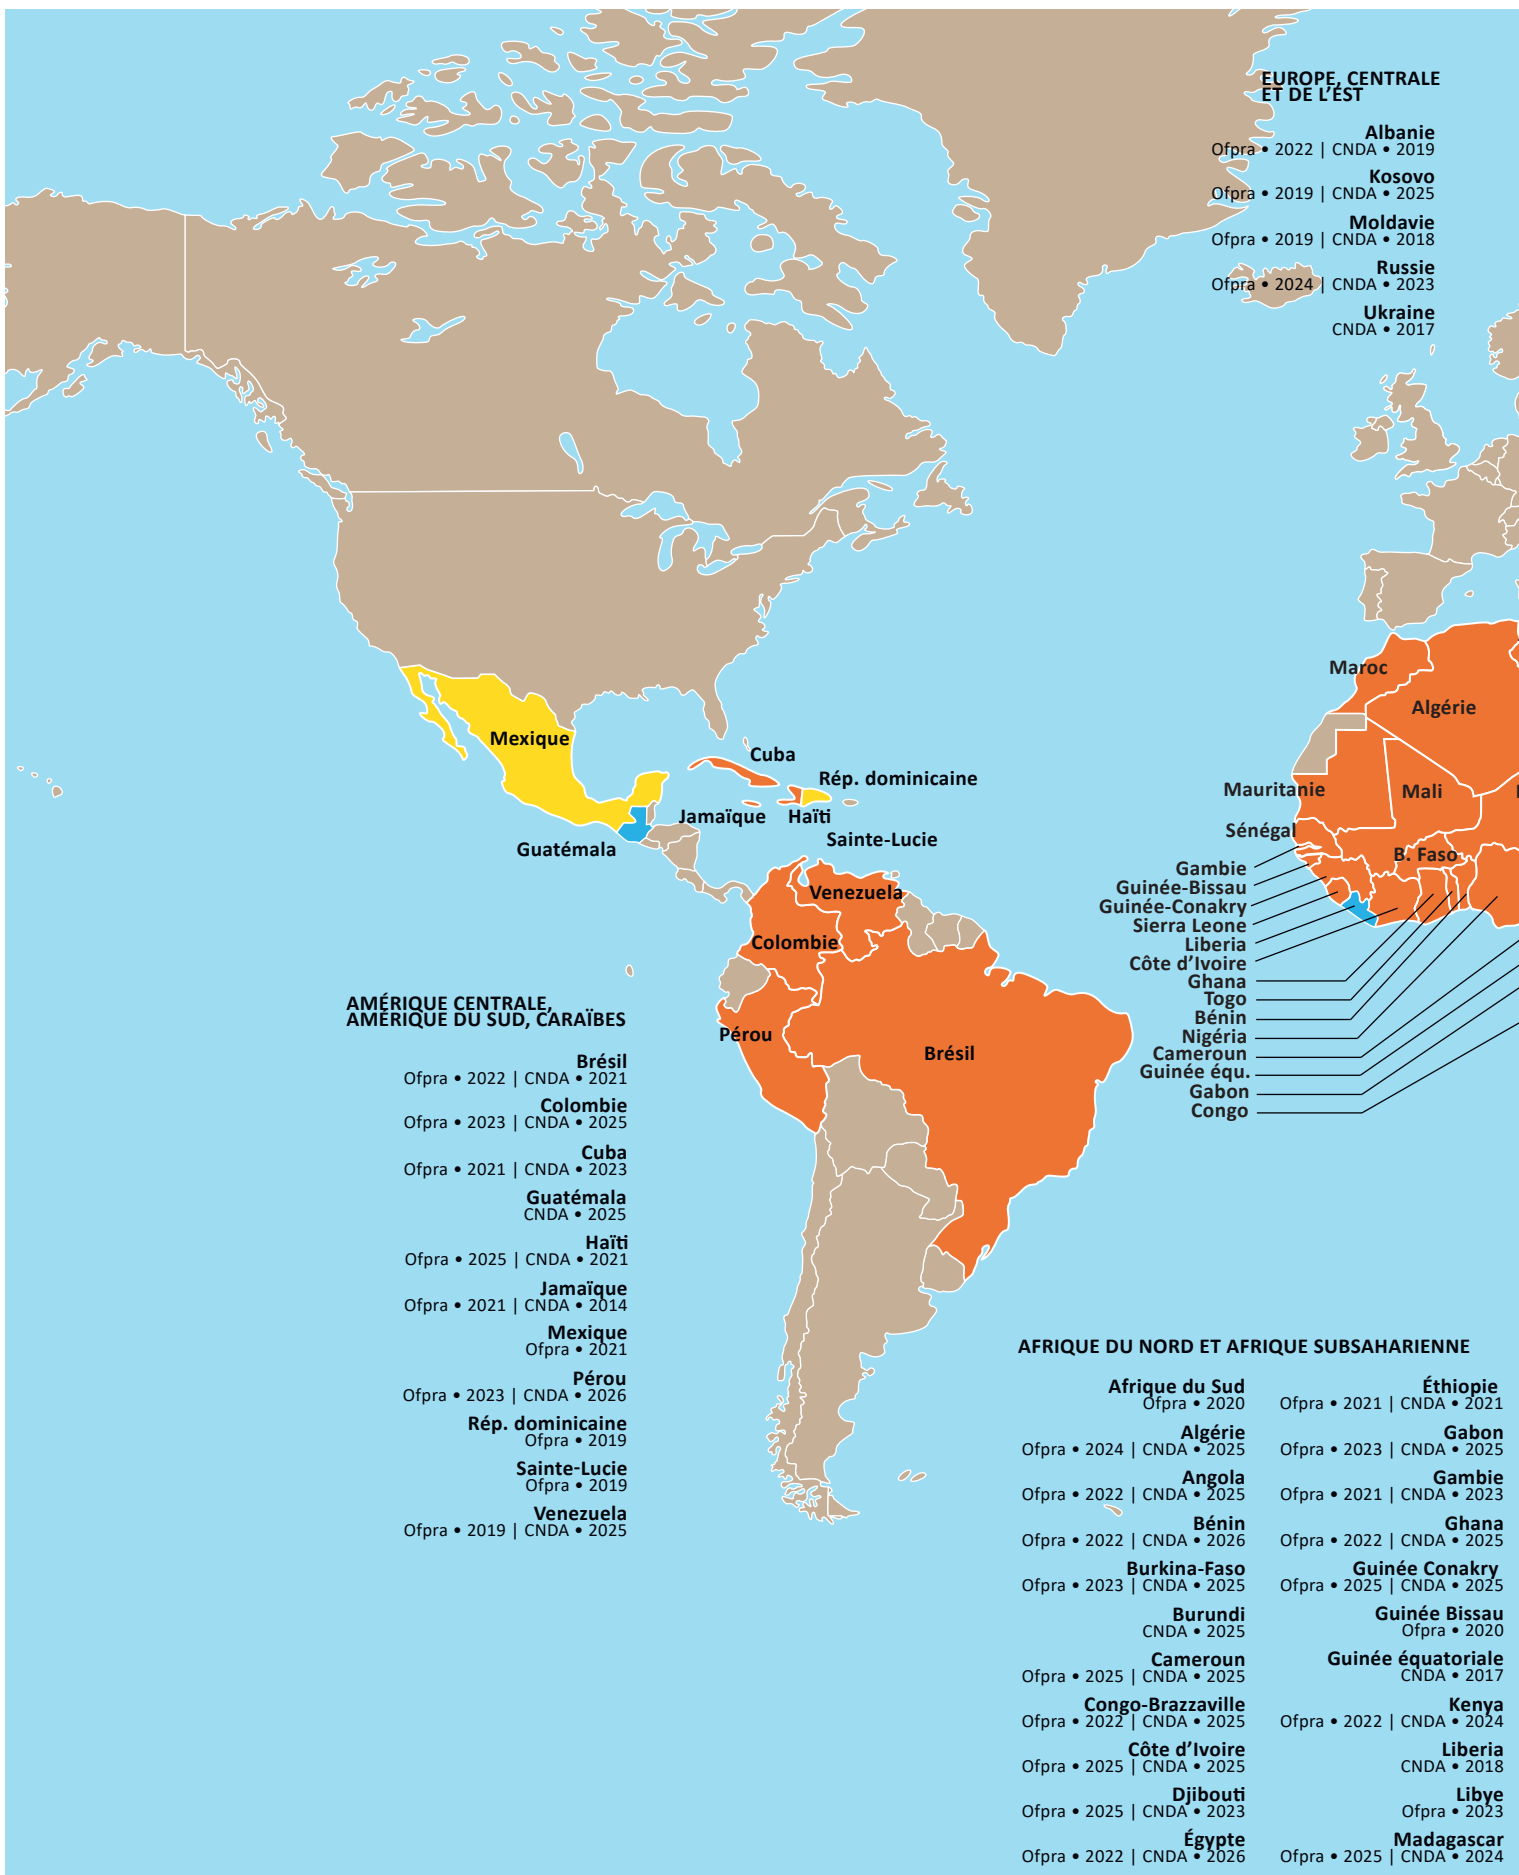 EUROPE, CENTRALE
ET DE L'EST
Albanie
Ofpra • 2022 | CNDA • 2019
Kosovo
Ofpra • 2019 | CNDA • 2025
Moldavie
Ofpra • 2019 | CNDA • 2018
Russie
Ofpra • 2024 | CNDA • 2023
Ukraine
CNDA • 2017
Maroc
Algérie
Mexique
Cuba
Rép. dominicaine
Jamaïque
Haïti
Guatémala
Sainte-Lucie
Venezuela
Colombie
Pérou
Brésil
Mauritanie
Mali
Sénégal
B. Faso
Gambie
Guinée-Bissau
Guinée-Conakry
Sierra Leone
Liberia
Côte d'Ivoire
Ghana
Togo
Bénin
Nigéria
Cameroun
Guinée équ.
Gabon
Congo
AMÉRIQUE CENTRALE,
AMÉRIQUE DU SUD, CARAÏBES
Brésil
Ofpra • 2022 | CNDA • 2021
Colombie
Ofpra • 2023 | CNDA • 2025
Cuba
Ofpra • 2021 | CNDA • 2023
Guatémala
CNDA • 2025
Haïti
Ofpra • 2025 | CNDA • 2021
Jamaïque
Ofpra • 2021 | CNDA • 2014
Mexique
Ofpra • 2021
Pérou
Ofpra • 2023 | CNDA • 2026
Rép. dominicaine
Ofpra • 2019
Sainte-Lucie
Ofpra • 2019
Venezuela
Ofpra • 2019 | CNDA • 2025
AFRIQUE DU NORD ET AFRIQUE SUBSAHARIENNE
Afrique du Sud
Ofpra • 2020
Algérie
Ofpra • 2024 | CNDA • 2025
Angola
Ofpra • 2022 | CNDA • 2025
Bénin
Ofpra • 2022 | CNDA • 2026
Burkina-Faso
Ofpra • 2023 | CNDA • 2025
Burundi
CNDA • 2025
Cameroun
Ofpra • 2025 | CNDA • 2025
Congo-Brazzaville
Ofpra • 2022 | CNDA • 2025
Côte d'Ivoire
Ofpra • 2025 | CNDA • 2025
Djibouti
Ofpra • 2025 | CNDA • 2023
Égypte
Ofpra • 2022 | CNDA • 2026
Éthiopie
Ofpra • 2021 | CNDA • 2021
Gabon
Ofpra • 2023 | CNDA • 2025
Gambie
Ofpra • 2021 | CNDA • 2023
Ghana
Ofpra • 2022 | CNDA • 2025
Guinée Conakry
Ofpra • 2025 | CNDA • 2025
Guinée Bissau
Ofpra • 2020
Guinée équatoriale
CNDA • 2017
Kenya
Ofpra • 2022 | CNDA • 2024
Liberia
CNDA • 2018
Libye
Ofpra • 2023
Madagascar
Ofpra • 2025 | CNDA • 2024